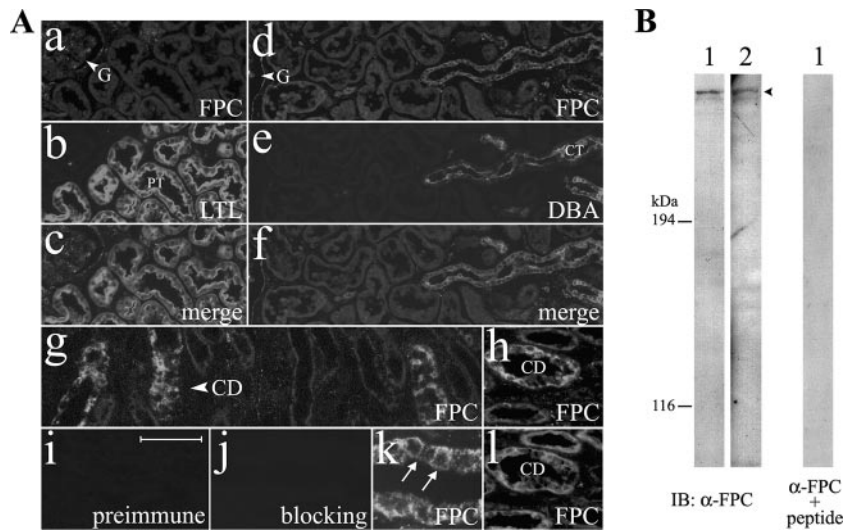 A
a
G
FPC
b
PT
LTL
c
merge
d
G
FPC
e
CT
DBA
f
merge
g
CD
FPC
h
CD
FPC
i
preimmune
j
blocking
k
FPC
l
CD
FPC
B
1 2 1
kDa
194
116
IB: α-FPC
α-FPC
+
peptide